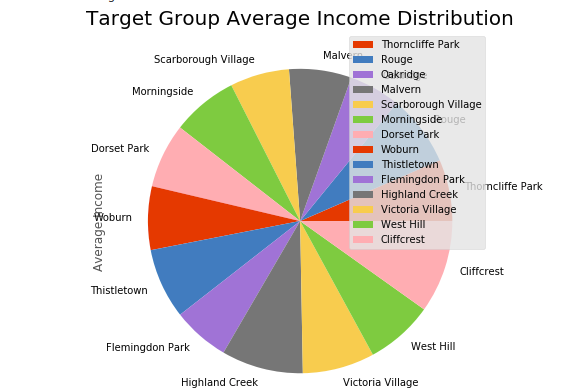 Target Group Average Income Distribution
Malvern
Scarborough Village
Morningside
Dorset Park
Woburn
Thistletown
Flemingdon Park
Highland Creek
Victoria Village
West Hill
Cliffcrest
Thorncliffe Park
Rouge
Oakridge
Average Income
Thorncliffe Park
Rouge
Oakridge
Malvern
Scarborough Village
Morningside
Dorset Park
Woburn
Thistletown
Flemingdon Park
Highland Creek
Victoria Village
West Hill
Cliffcrest